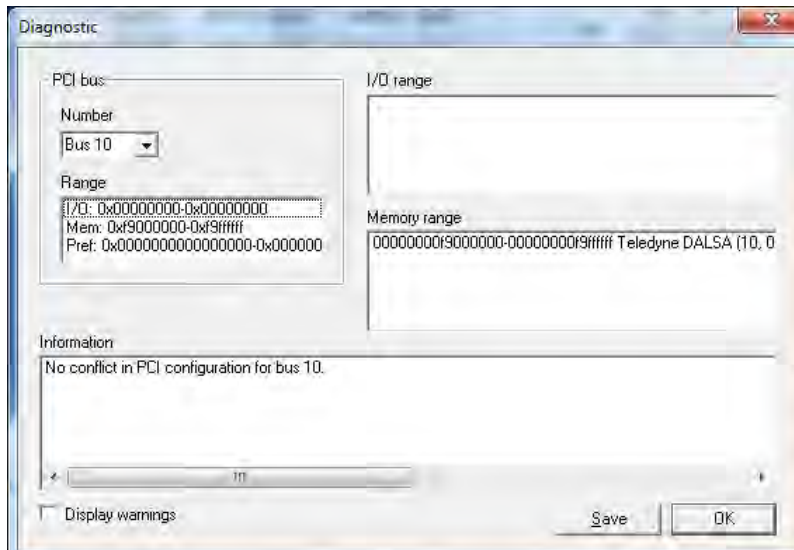 Diagnostic
PCI bus
Number
Bus 10
Range
I/O: 0x00000000-0x00000000
Mem: 0xf9000000-0xf9ffffff
Pref: 0x0000000000000000-0x000000
I/O range
Memory range
00000000f9000000-00000000f9ffffff Teledyne DALSA (10, 0
Information
No conflict in PCI configuration for bus 10.
Display warnings
Save
OK